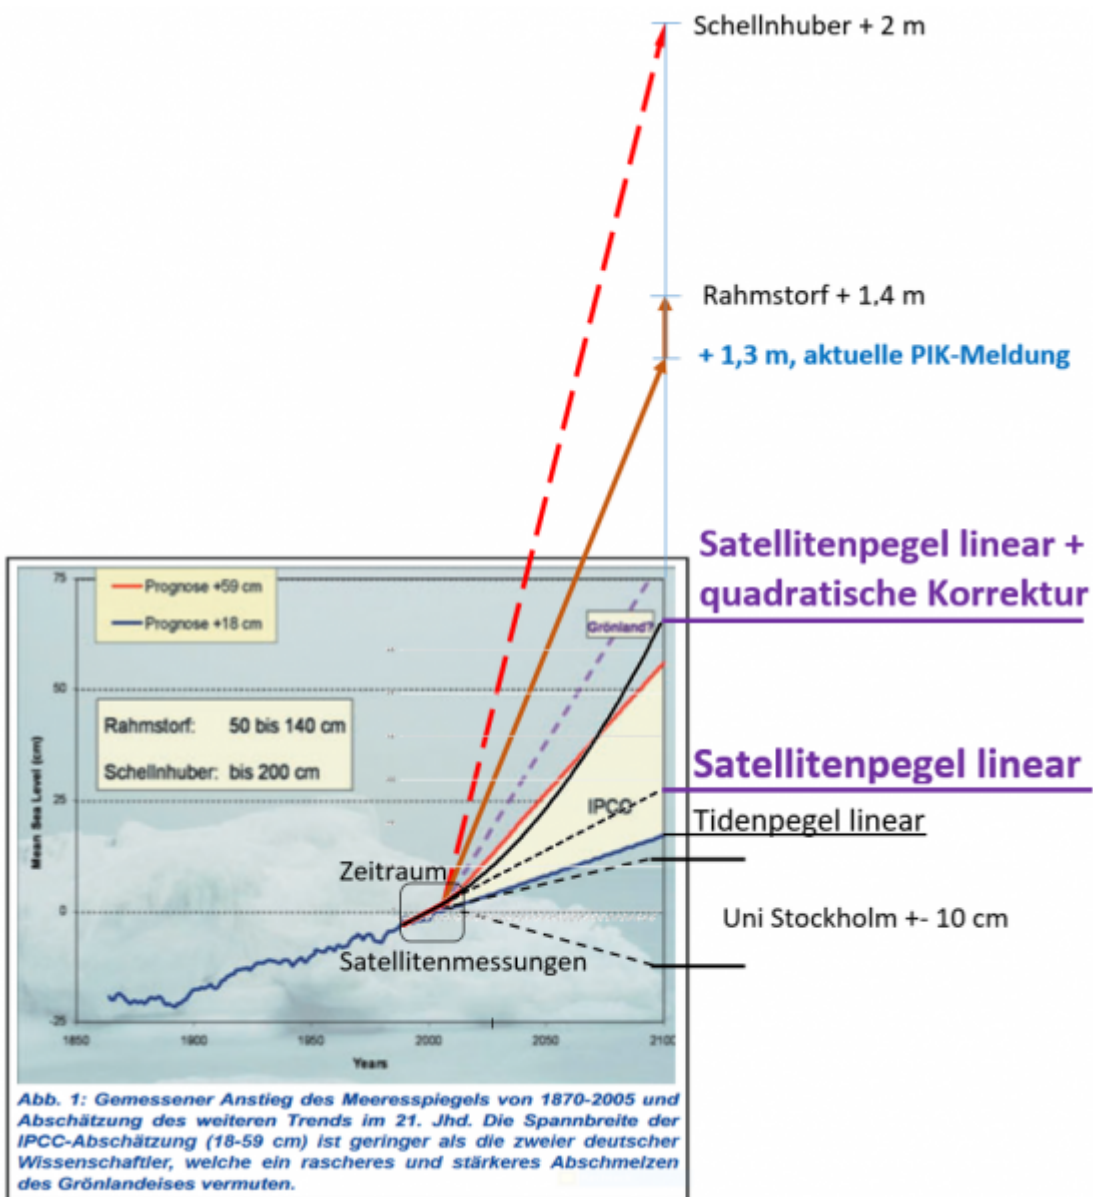 Schellnhuber + 2 m
Rahmstorf + 1,4 m
+ 1,3 m, aktuelle PIK-Meldung
Satellitenpegel linear +
quadratische Korrektur
75
Prognose +59 cm
Prognose +18 cm
Grönland?
50
Rahmstorf: 50 bis 140 cm
Schellnhuber: bis 200 cm
Mean Sea Level (cm)
Satellitenpegel linear
25
IPCC
Tidenpegel linear
Zeitraum
0
Uni Stockholm +- 10 cm
Satellitenmessungen
-25
1850 1900 1950 2000 2050 2100
Years
Abb. 1: Gemessener Anstieg des Meeresspiegels von 1870-2005 und
Abschätzung des weiteren Trends im 21. Jhd. Die Spannbreite der
IPCC-Abschätzung (18-59 cm) ist geringer als die zweier deutscher
Wissenschaftler, welche ein rascheres und stärkeres Abschmelzen
des Grönlandeises vermuten.